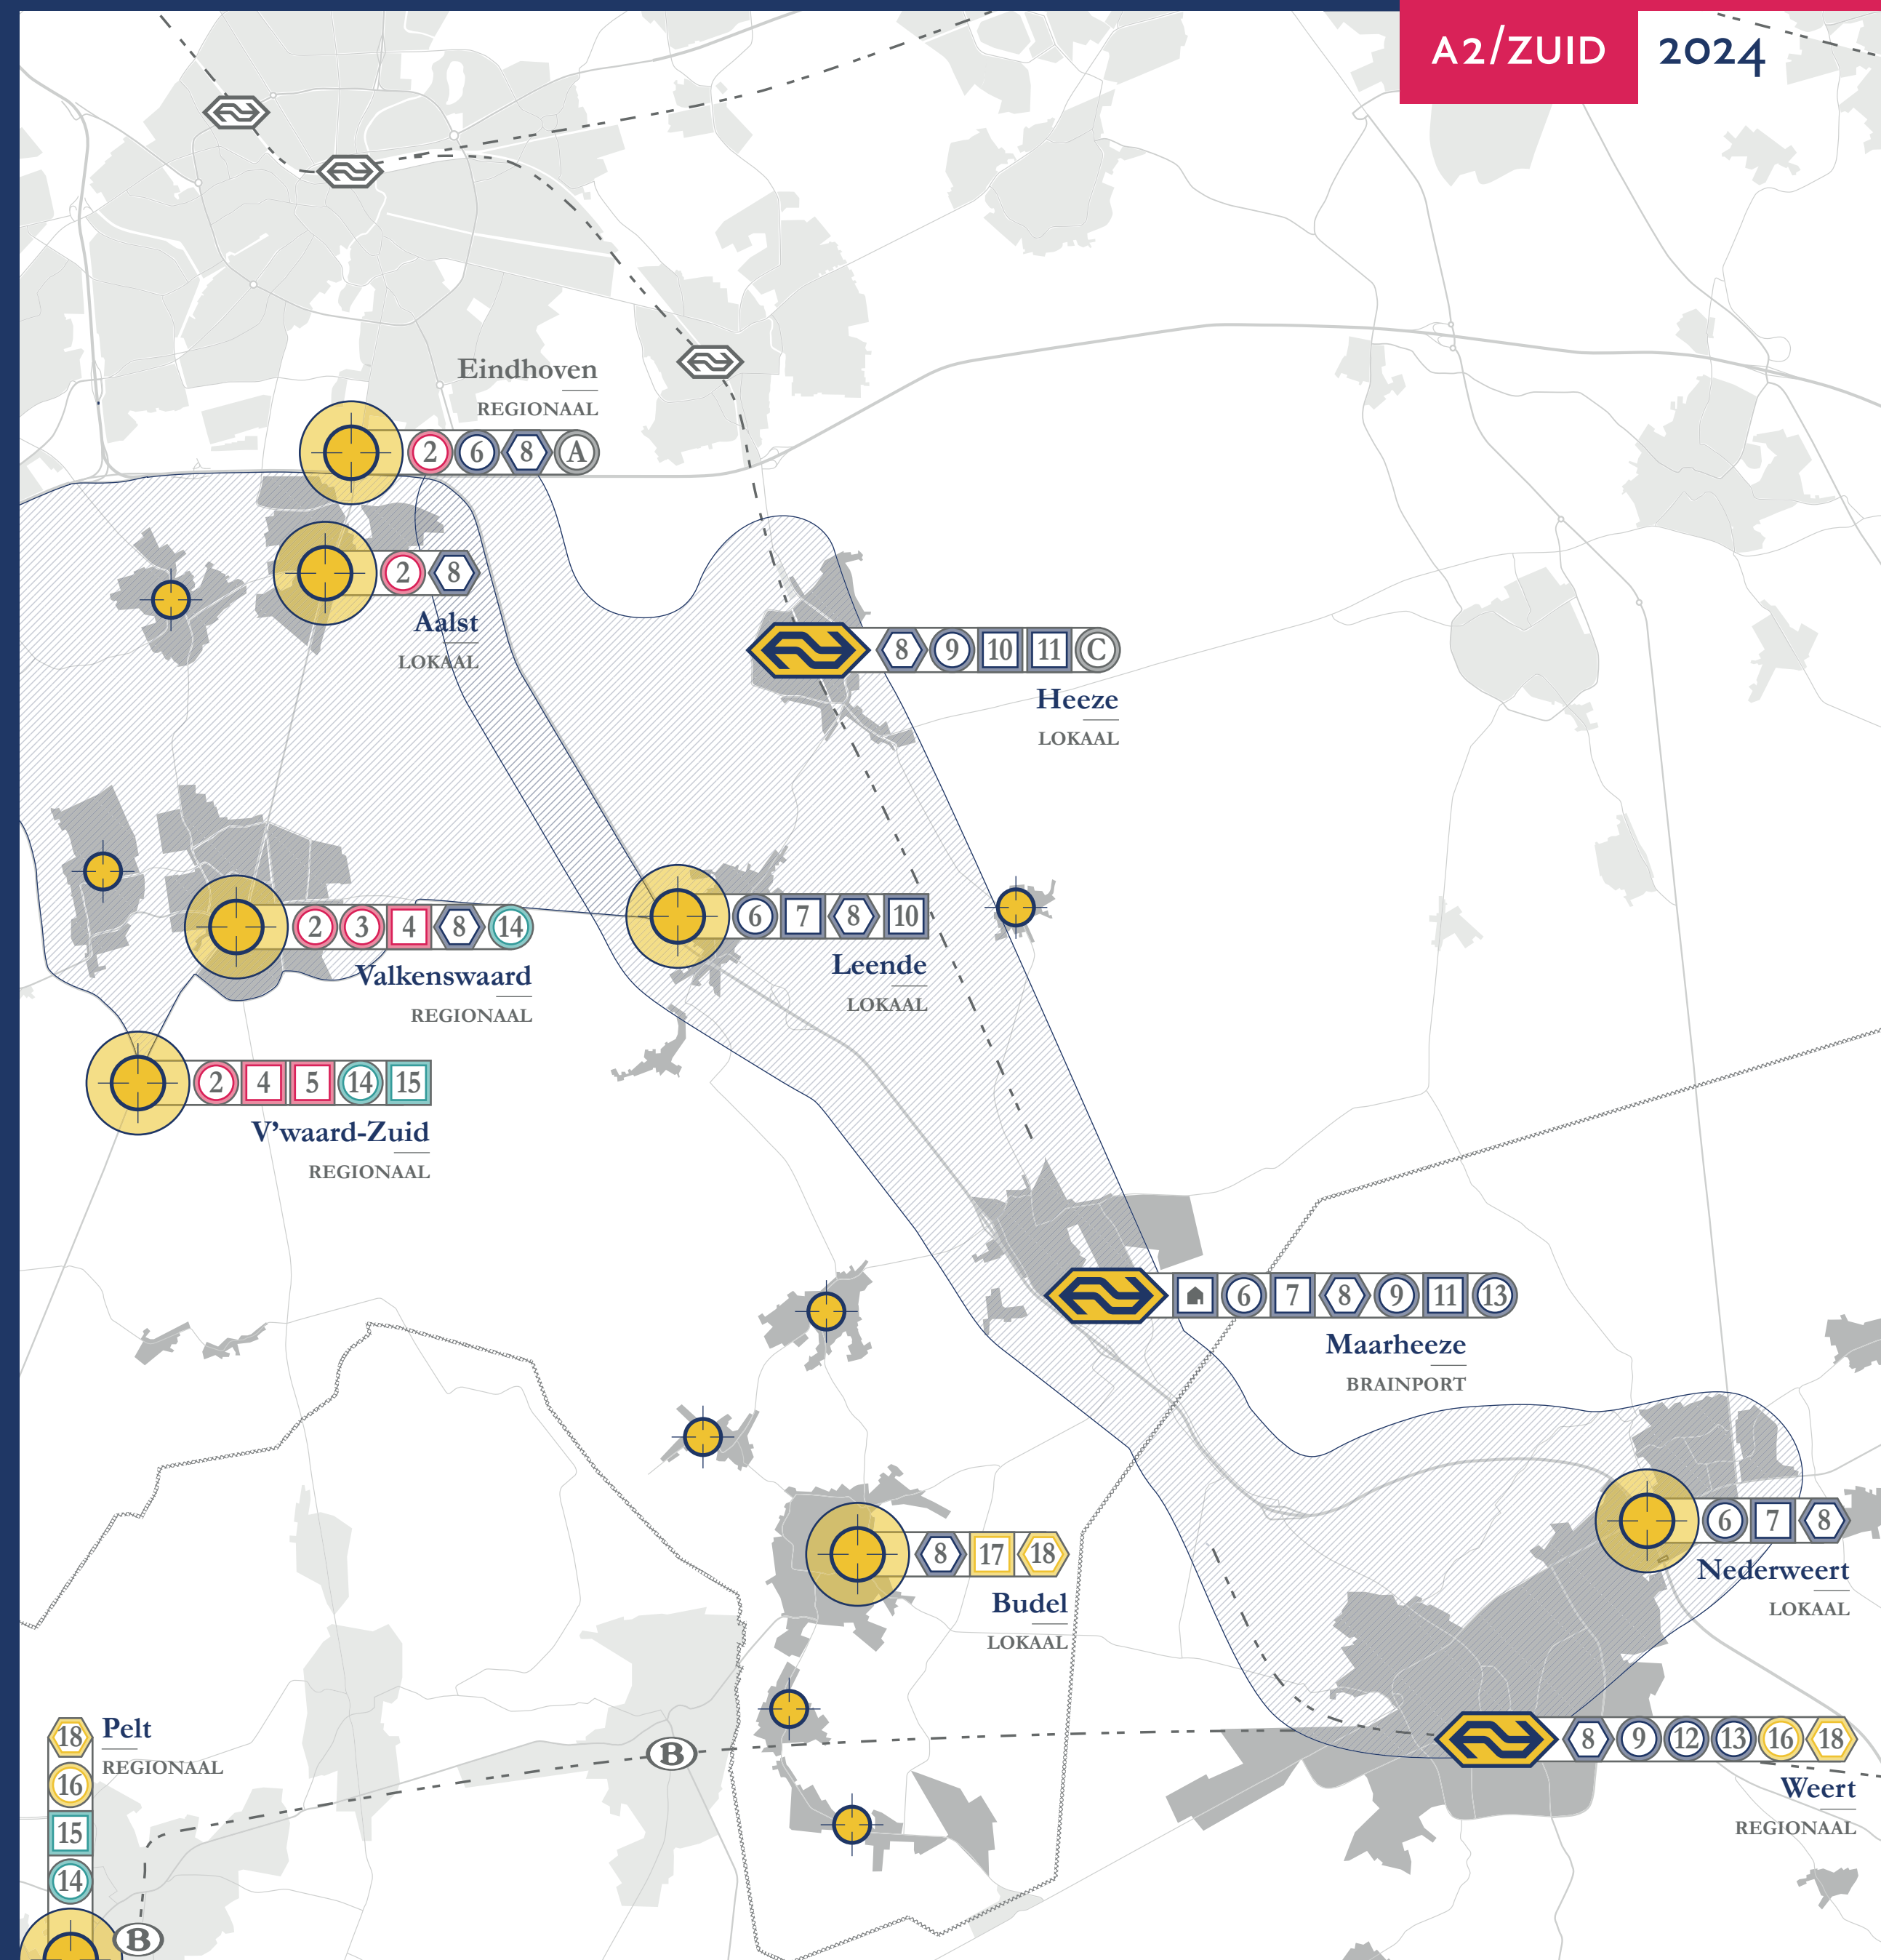 A2/ZUID 2024
Eindhoven
REGIONAAL
2 6 8 A
2 8
Aalst
LOKAAL
8 9 10 11 C
Heeze
LOKAAL
6 7 8 10
Leende
LOKAAL
2 3 4 8 14
Valkenswaard
REGIONAAL
2 4 5 14 15
V'waard-Zuid
REGIONAAL
6 7 8 9 11 13
Maarheeze
BRAINPORT
6 7 8
Nederweert
LOKAAL
8 17 18
Budel
LOKAAL
8 9 12 13 16 18
Weert
REGIONAAL
B
18 Pelt
REGIONAAL
16
15
14
B